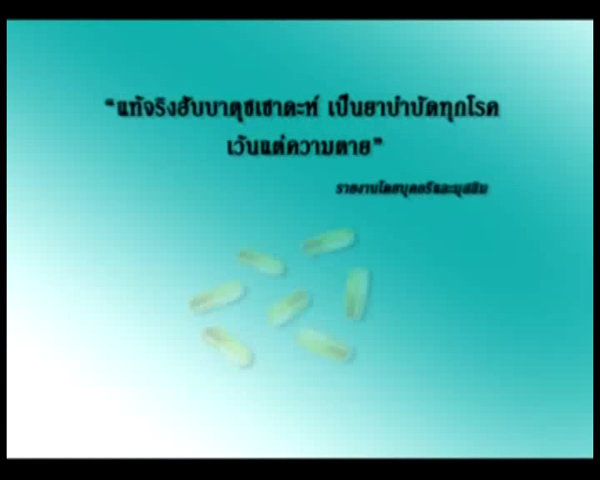 “แท้จริงฮับบาตุซเซาดะห์ เป็นยาบำบัดทุกโรค
เว้นแต่ความตาย”
รายงานโดยบุคอรีและมุสลิม